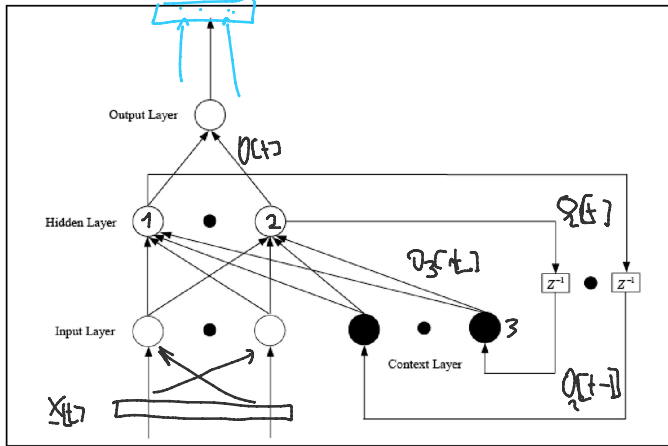 Output Layer
O[t]
Hidden Layer
1
2
O₂[t]
O₃[t]
Z⁻¹
Z⁻¹
Input Layer
3
Context Layer
O₂[t-1]
X[t]